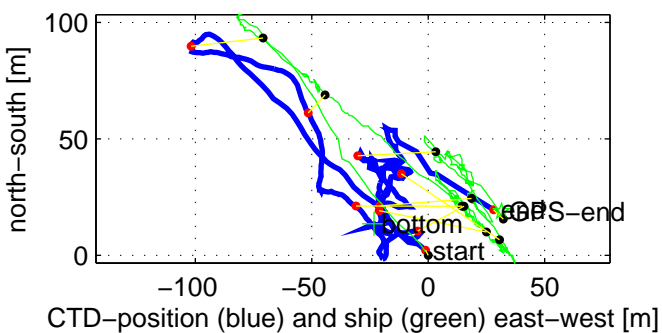 100
50
0
north−south [m]
end
GPS−end
bottom
start
−100
−50
0
50
CTD−position (blue) and ship (green) east−west [m]